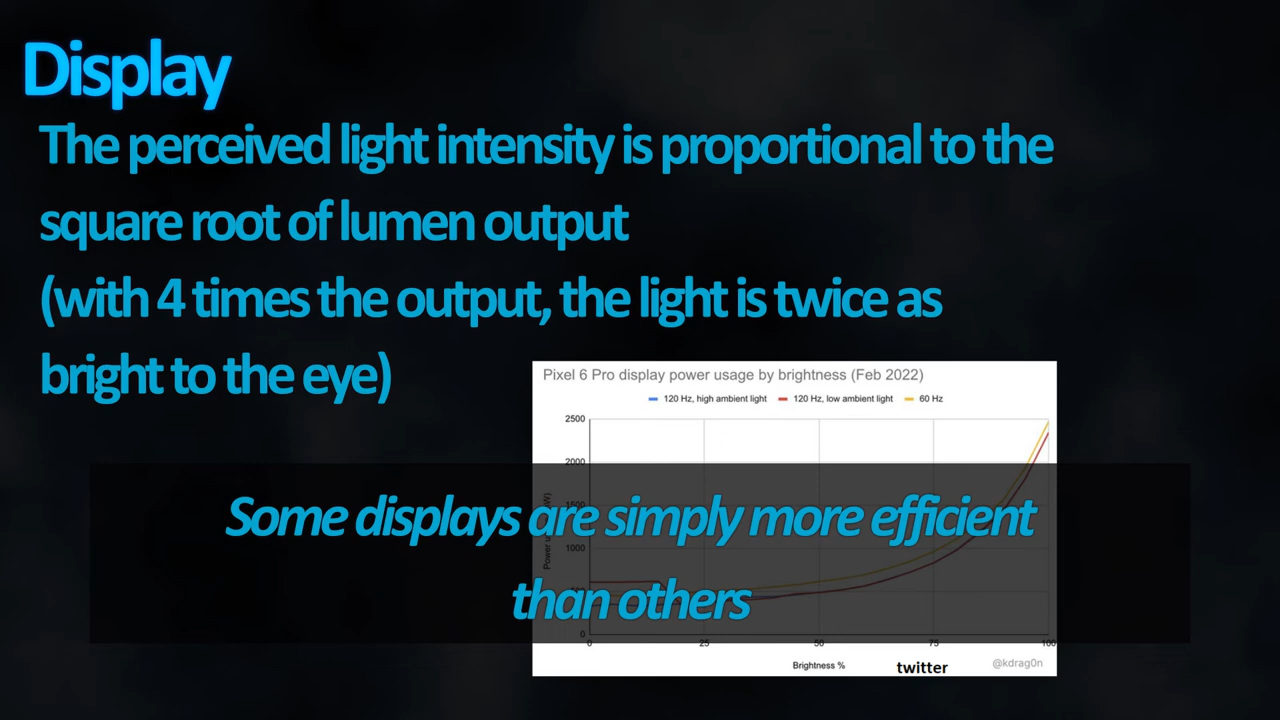 Display
The perceived light intensity is proportional to the
square root of lumen output
(with 4 times the output, the light is twice as
bright to the eye)
Pixel 6 Pro display power usage by brightness (Feb 2022)
120 Hz, high ambient light 120 Hz, low ambient light 60 Hz
2500
2000
1500
1000
0
Some displays are simply more efficient
than others
0 25 50 75 100
Brightness %
twitter
@kdrag0n